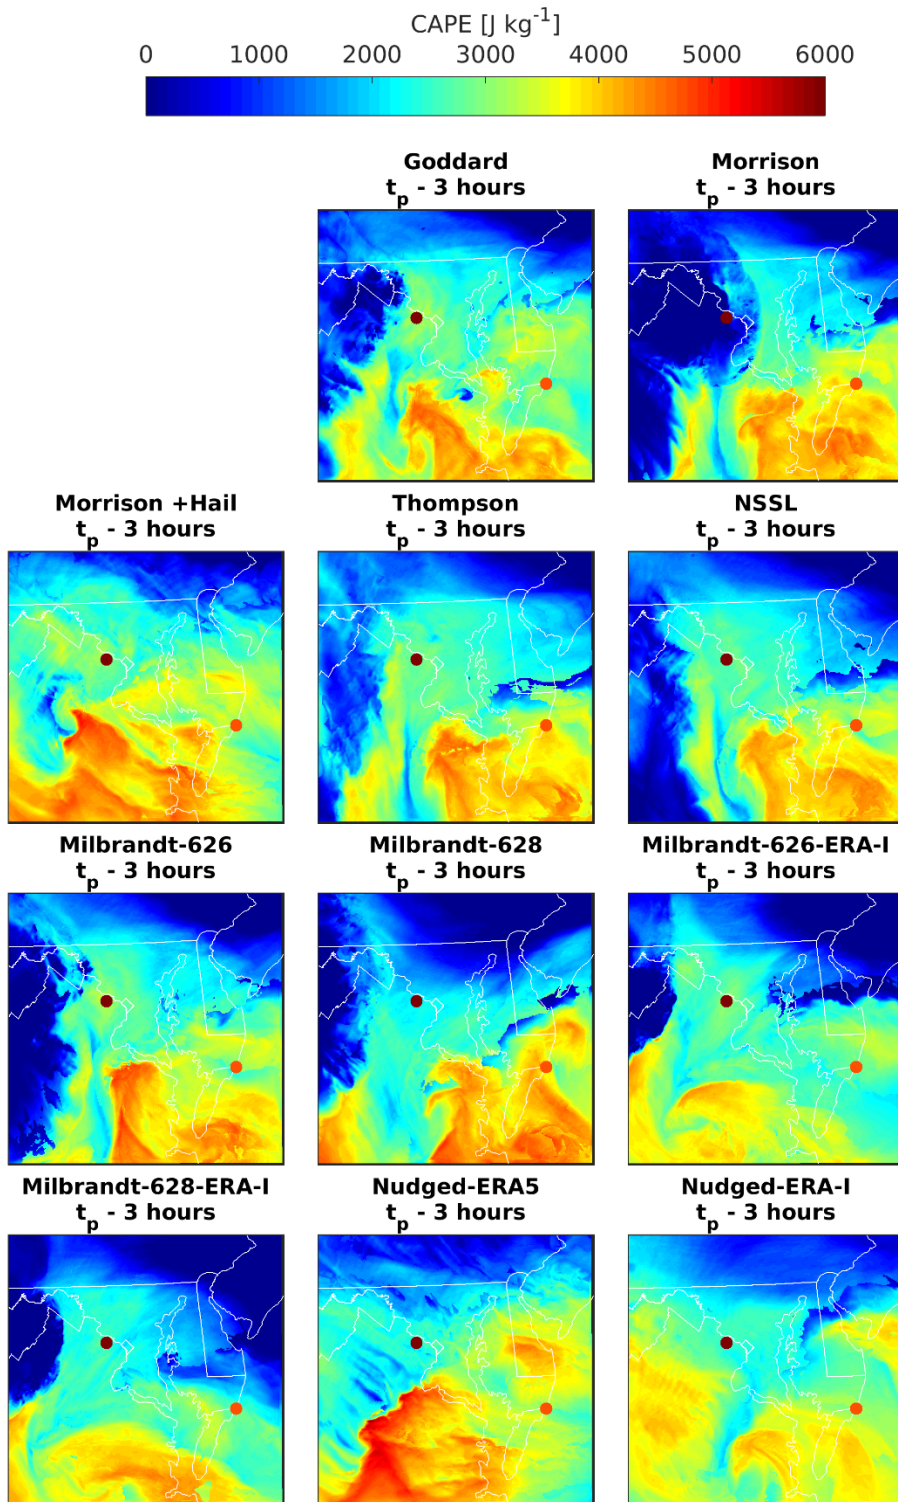 CAPE [J kg⁻¹]
0 1000 2000 3000 4000 5000 6000
Goddard
tₚ - 3 hours
Morrison
tₚ - 3 hours
Morrison +Hail
tₚ - 3 hours
Thompson
tₚ - 3 hours
NSSL
tₚ - 3 hours
Milbrandt-626
tₚ - 3 hours
Milbrandt-628
tₚ - 3 hours
Milbrandt-626-ERA-I
tₚ - 3 hours
Milbrandt-628-ERA-I
tₚ - 3 hours
Nudged-ERA5
tₚ - 3 hours
Nudged-ERA-I
tₚ - 3 hours